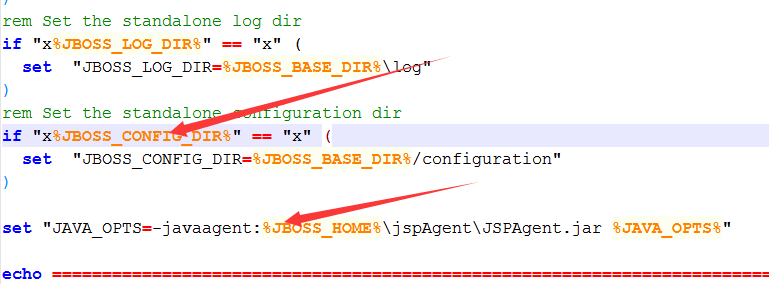 )
rem Set the standalone log dir
if "x%JBOSS_LOG_DIR%" == "x" (
  set  "JBOSS_LOG_DIR=%JBOSS_BASE_DIR%\log"
)
rem Set the standalone configuration dir
if "x%JBOSS_CONFIG_DIR%" == "x" (
  set  "JBOSS_CONFIG_DIR=%JBOSS_BASE_DIR%/configuration"
)
set "JAVA_OPTS=-javaagent:%JBOSS_HOME%\jspAgent\JSPAgent.jar %JAVA_OPTS%"
echo ========================================================================